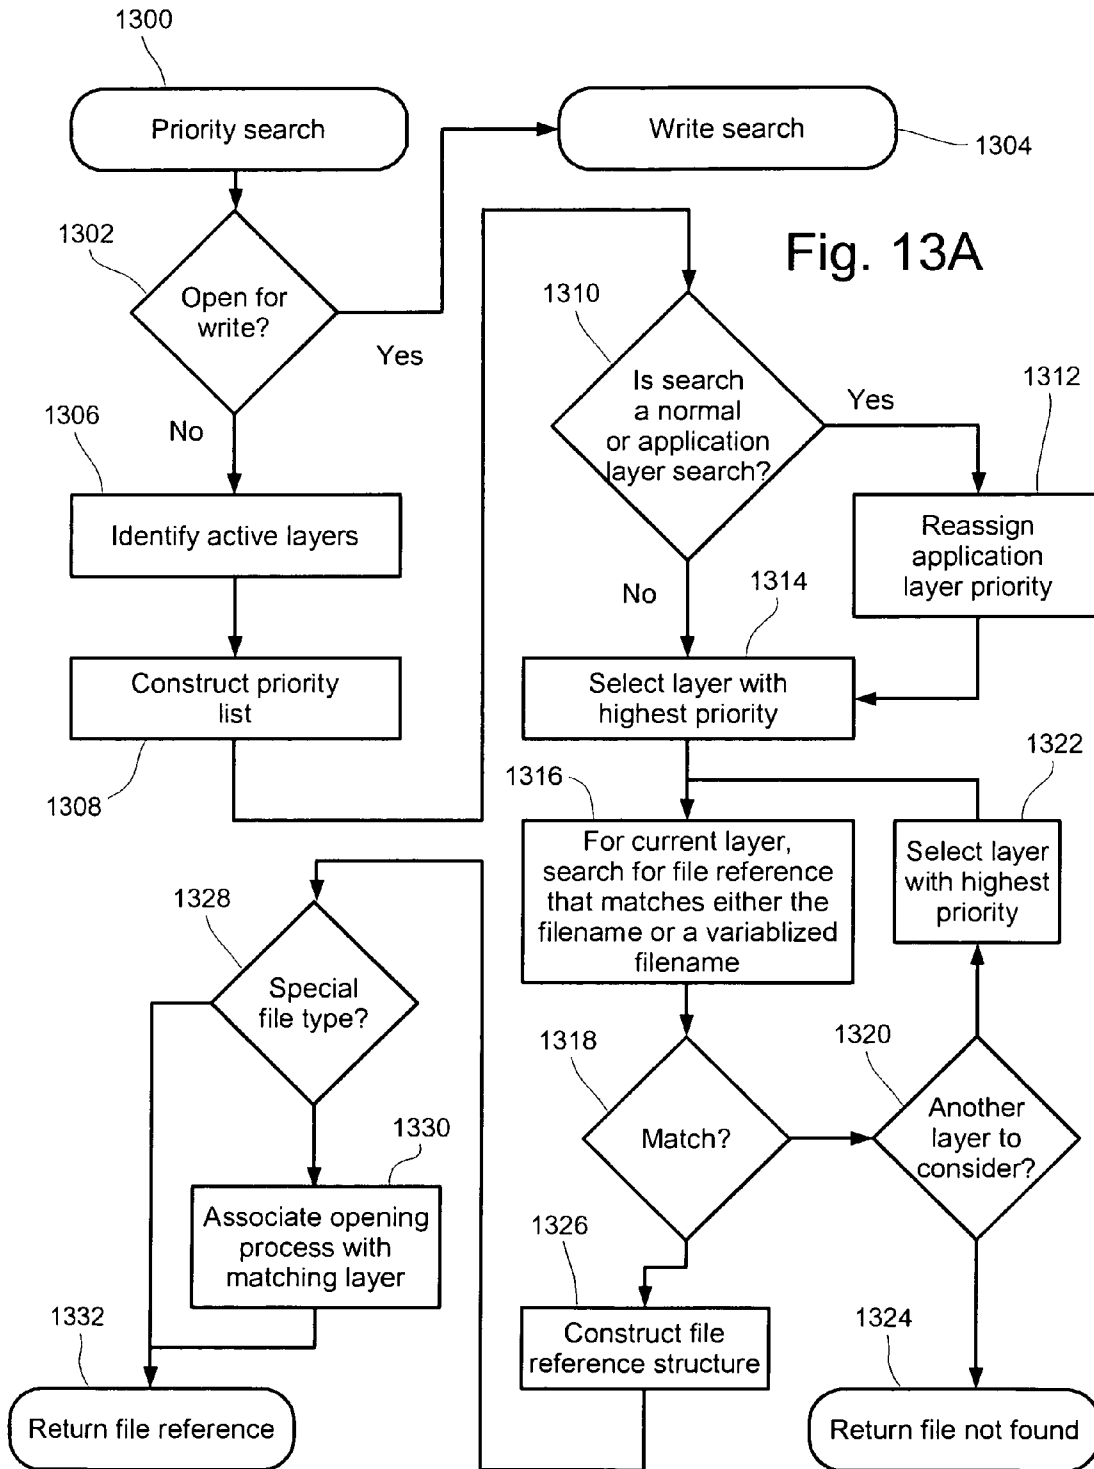 1300
Priority search
Write search
1304
Fig. 13A
1302
Open for
write?
Yes
No
1306
Identify active layers
Construct priority
list
1308
1310
Is search
a normal
or application
layer search?
Yes
No
1312
Reassign
application
layer priority
1314
Select layer with
highest priority
1316
For current layer,
search for file reference
that matches either the
filename or a variablized
filename
1322
Select layer
with highest
priority
1318
Match?
1320
Another
layer to
consider?
1324
Return file not found
1326
Construct file
reference structure
1328
Special
file type?
1330
Associate opening
process with
matching layer
1332
Return file reference